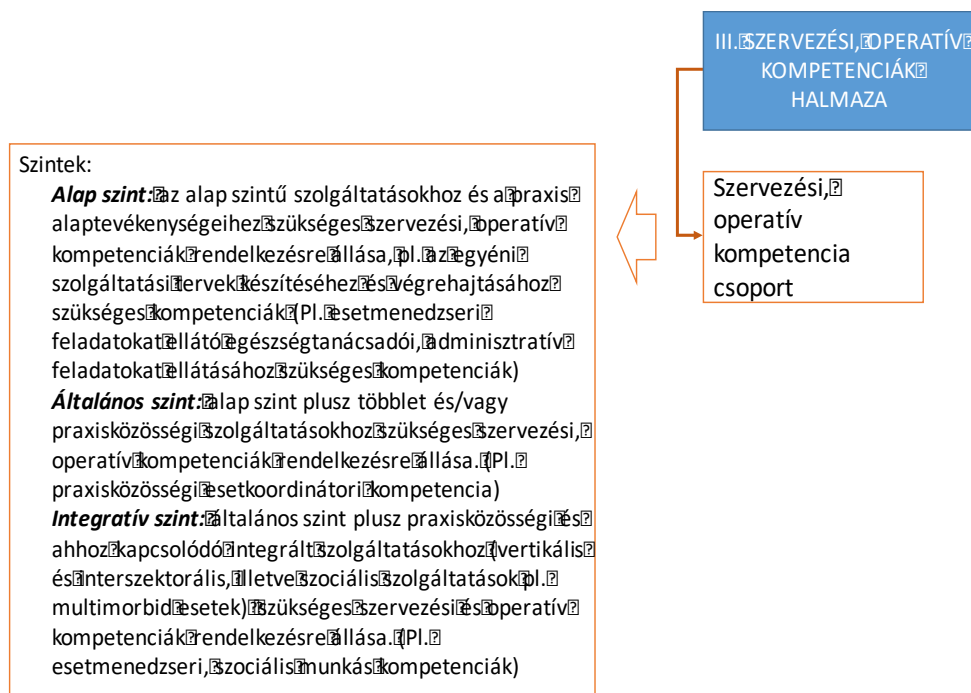 III. SZERVEZÉSI, OPERATÍV
KOMPETENCIÁK
HALMAZA
Szervezési,
operatív
kompetencia
csoport
Szintek:
Alap szint: az alap szintű szolgáltatásokhoz és a praxis
alaptevékenységeihez szükséges szervezési, operatív
kompetenciák rendelkezésre állása, pl. az egyéni
szolgáltatási tervek készítéséhez és végrehajtásához
szükséges kompetenciák (Pl. esetmenedzseri
feladatokat ellátó egészségtanácsadói, adminisztratív
feladatokat ellátásához szükséges kompetenciák)
Általános szint: alap szint plusz többlet és/vagy
praxisközösségi szolgáltatásokhoz szükséges szervezési,
operatív kompetenciák rendelkezésre állása. (Pl.
praxisközösségi esetkoordinátori kompetencia)
Integratív szint: általános szint plusz praxisközösségi és
ahhoz kapcsolódó integrált szolgáltatásokhoz (vertikális
és interszektorális, illetve szociális szolgáltatások pl.
multimorbid esetek) szükséges szervezési és operatív
kompetenciák rendelkezésre állása. (Pl.
esetmenedzseri, szociális munkás kompetenciák)